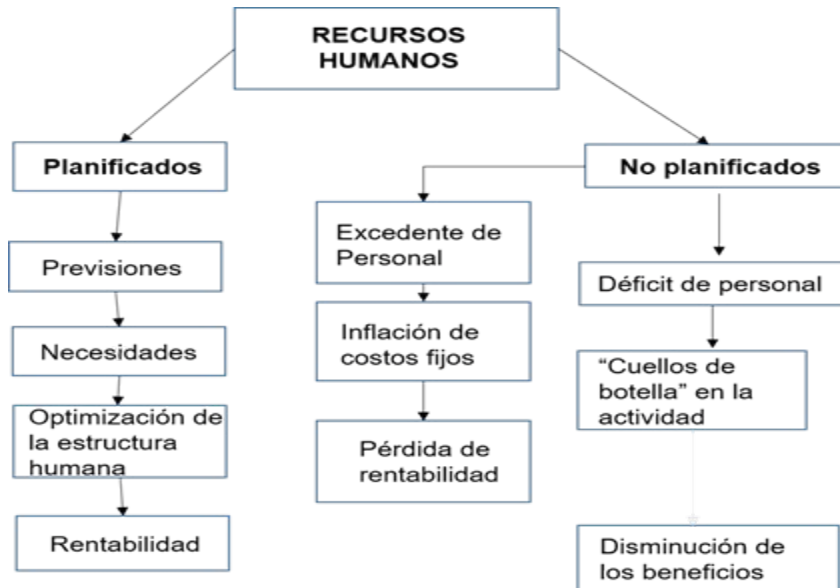 RECURSOS
HUMANOS
Planificados
No planificados
Previsiones
Necesidades
Optimización de
la estructura
humana
Rentabilidad
Excedente de
Personal
Inflación de
costos fijos
Pérdida de
rentabilidad
Déficit de personal
“Cuellos de
botella” en la
actividad
Disminución de
los beneficios